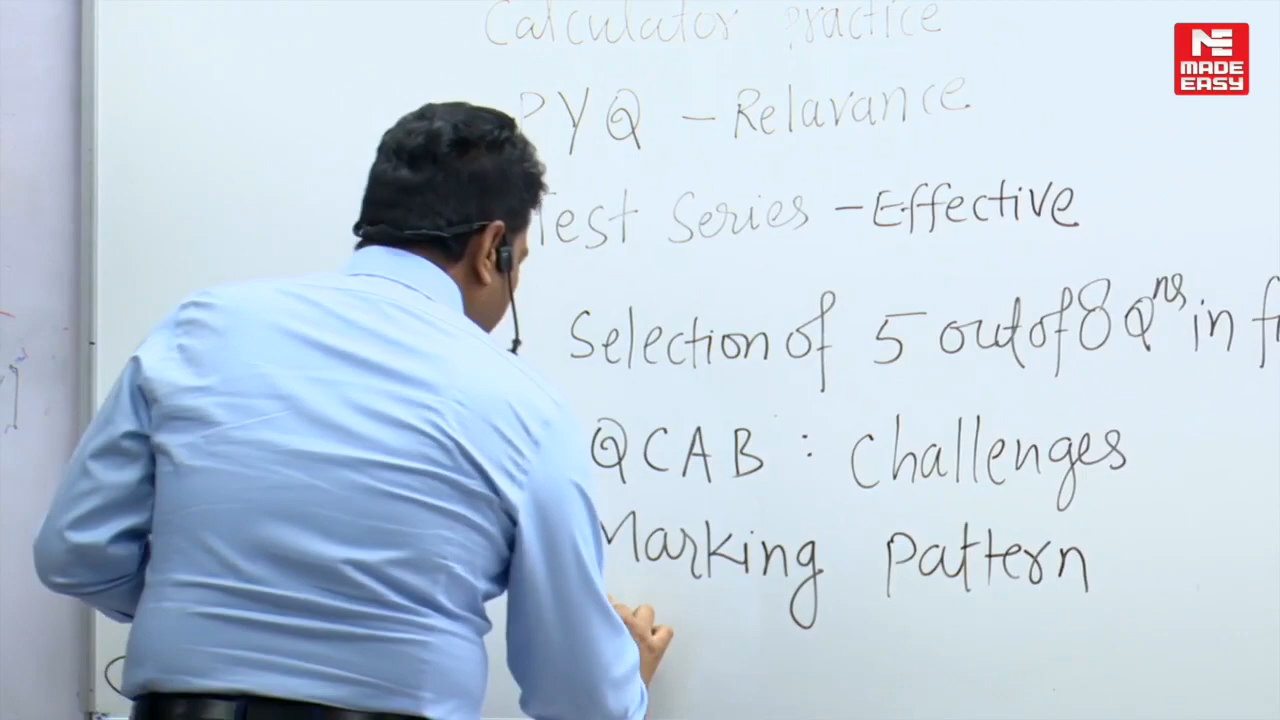 Calculator practice
PYQ - Relavance
Test Series - Effective
Selection of 5 out of 8 Qns in
QCAB : Challenges
Marking Pattern
ME
MADE
EASY